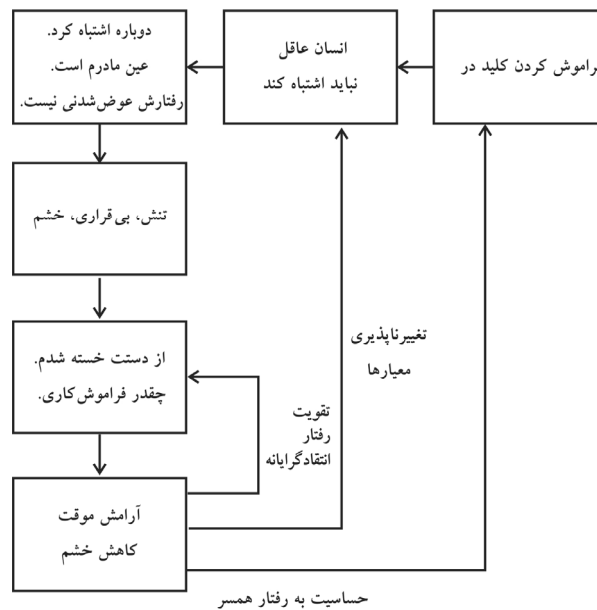 راموش کردن کلید در
انسان عاقل
نباید اشتباه کند
دوباره اشتباه کرد.
عین مادرم است.
رفتارش عوض‌شدنی نیست.
تنش، بی‌قراری، خشم
از دستت خسته شدم.
چقدر فراموش‌کاری.
آرامش موقت
کاهش خشم
تقویت
رفتار
انتقادگرایانه
تغییرناپذیری
معیارها
حساسیت به رفتار همسر